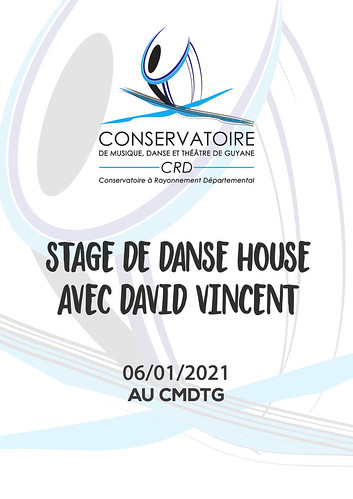 CONSERVATOIRE
DE MUSIQUE, DANSE ET THÉÂTRE DE GUYANE
CRD
Conservatoire à Rayonnement Départemental
STAGE DE DANSE HOUSE
AVEC DAVID VINCENT
06/01/2021
AU CMDTG